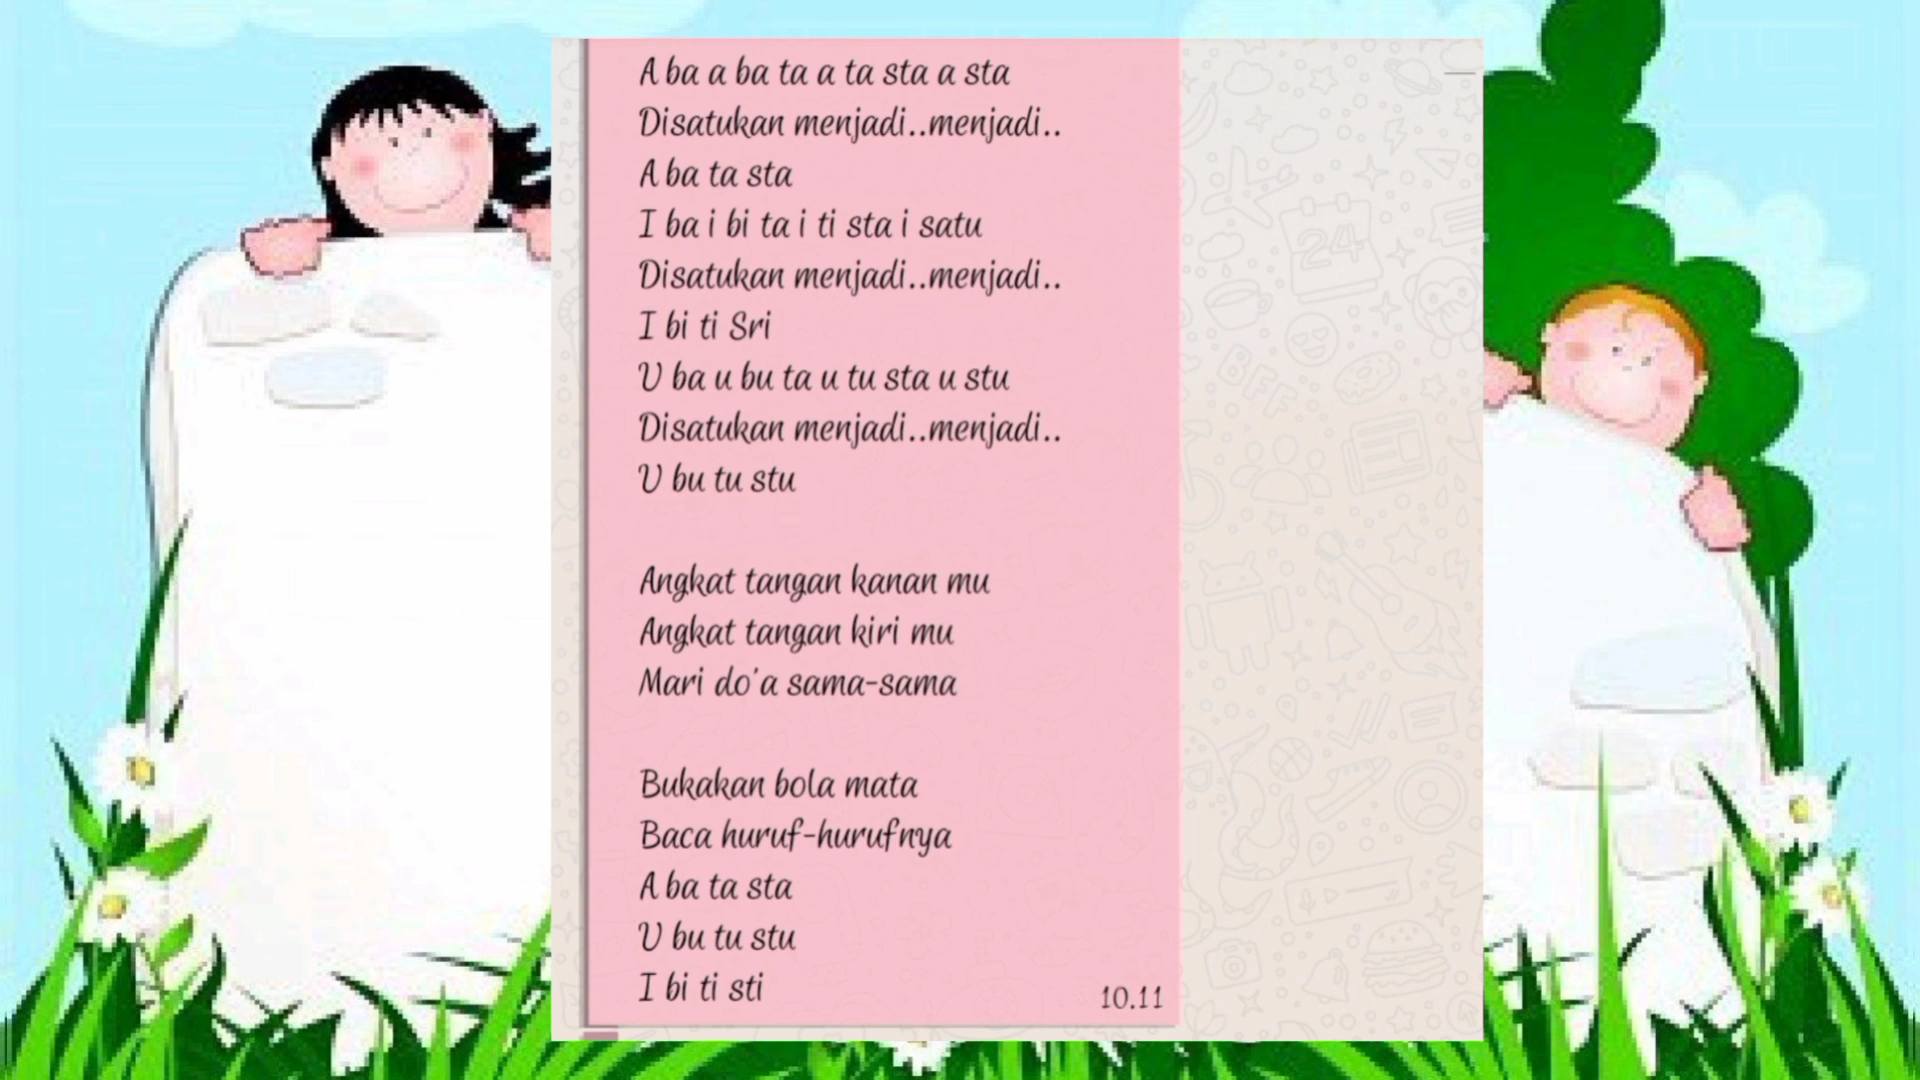 A ba a ba ta a ta sta a sta
Disatukan menjadi..menjadi..
A ba ta sta
I ba i bi ta i ti sta i satu
Disatukan menjadi..menjadi..
I bi ti Sri
U ba u bu ta u tu sta u stu
Disatukan menjadi..menjadi..
U bu tu stu
Angkat tangan kanan mu
Angkat tangan kiri mu
Mari do'a sama-sama
Bukakan bola mata
Baca huruf-hurufnya
A ba ta sta
U bu tu stu
I bi ti sti
10.11
24
BFF